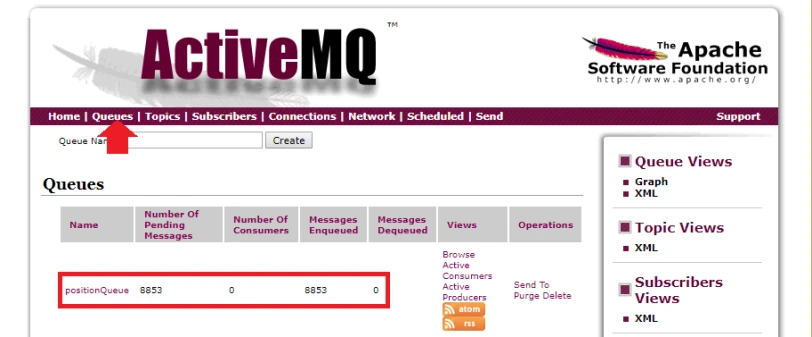 ActiveMQ™
The Apache
Software Foundation
http://www.apache.org/
Home | Queues | Topics | Subscribers | Connections | Network | Scheduled | Send
Support
Queue Create
Queues
Name
Number Of
Pending
Messages
Number Of
Consumers
Messages
Enqueued
Messages
Dequeued
Views
Operations
positionQueue 8853 0 8853 0
Browse
Active
Consumers
Active
Producers
atom
rss
Send To
Purge Delete
Queue Views
Graph
XML
Topic Views
XML
Subscribers
Views
XML